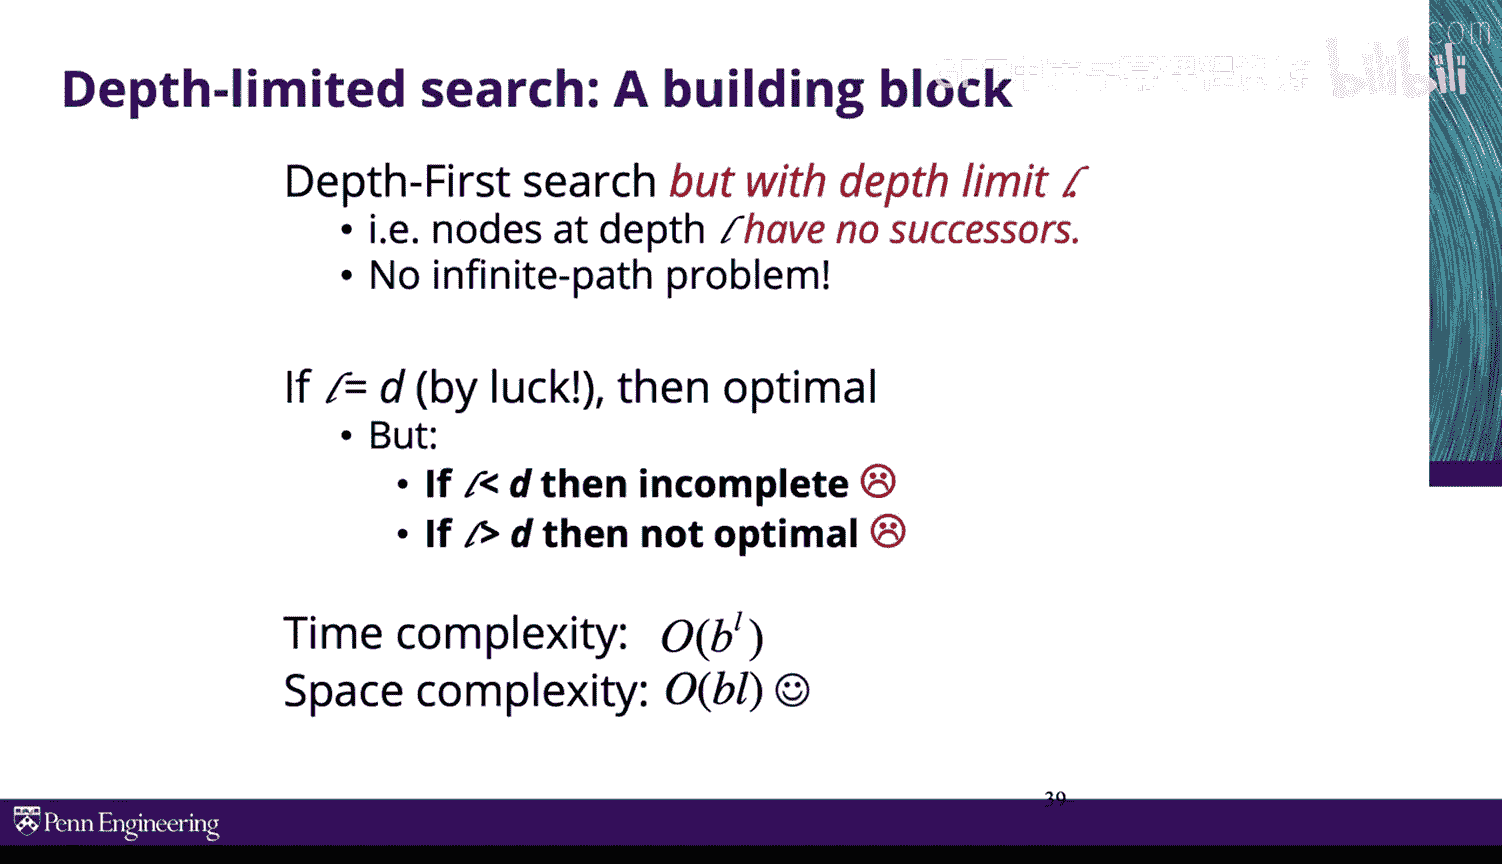 Depth-limited search: A building block
com
bilibili
Depth-First search but with depth limit l.
• i.e. nodes at depth l have no successors.
• No infinite-path problem!
If l = d (by luck!), then optimal
• But:
• If l < d then incomplete ☹
• If l > d then not optimal ☹
Time complexity: O(b^l)
Space complexity: O(bl) ☺
39
Penn Engineering